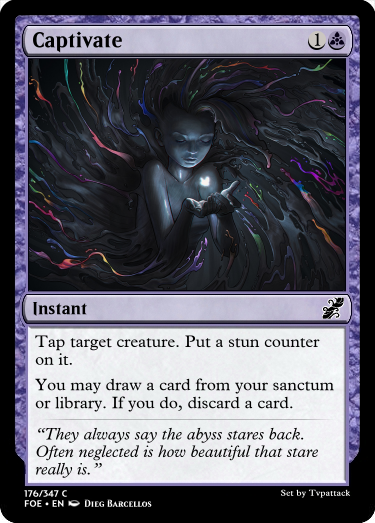 Captivate 1
Instant
Tap target creature. Put a stun counter
on it.
You may draw a card from your sanctum
or library. If you do, discard a card.
“They always say the abyss stares back.
Often neglected is how beautiful that stare
really is.”
176/347 C
FOE • EN Dieg Barcellos
Set by Tvpattack